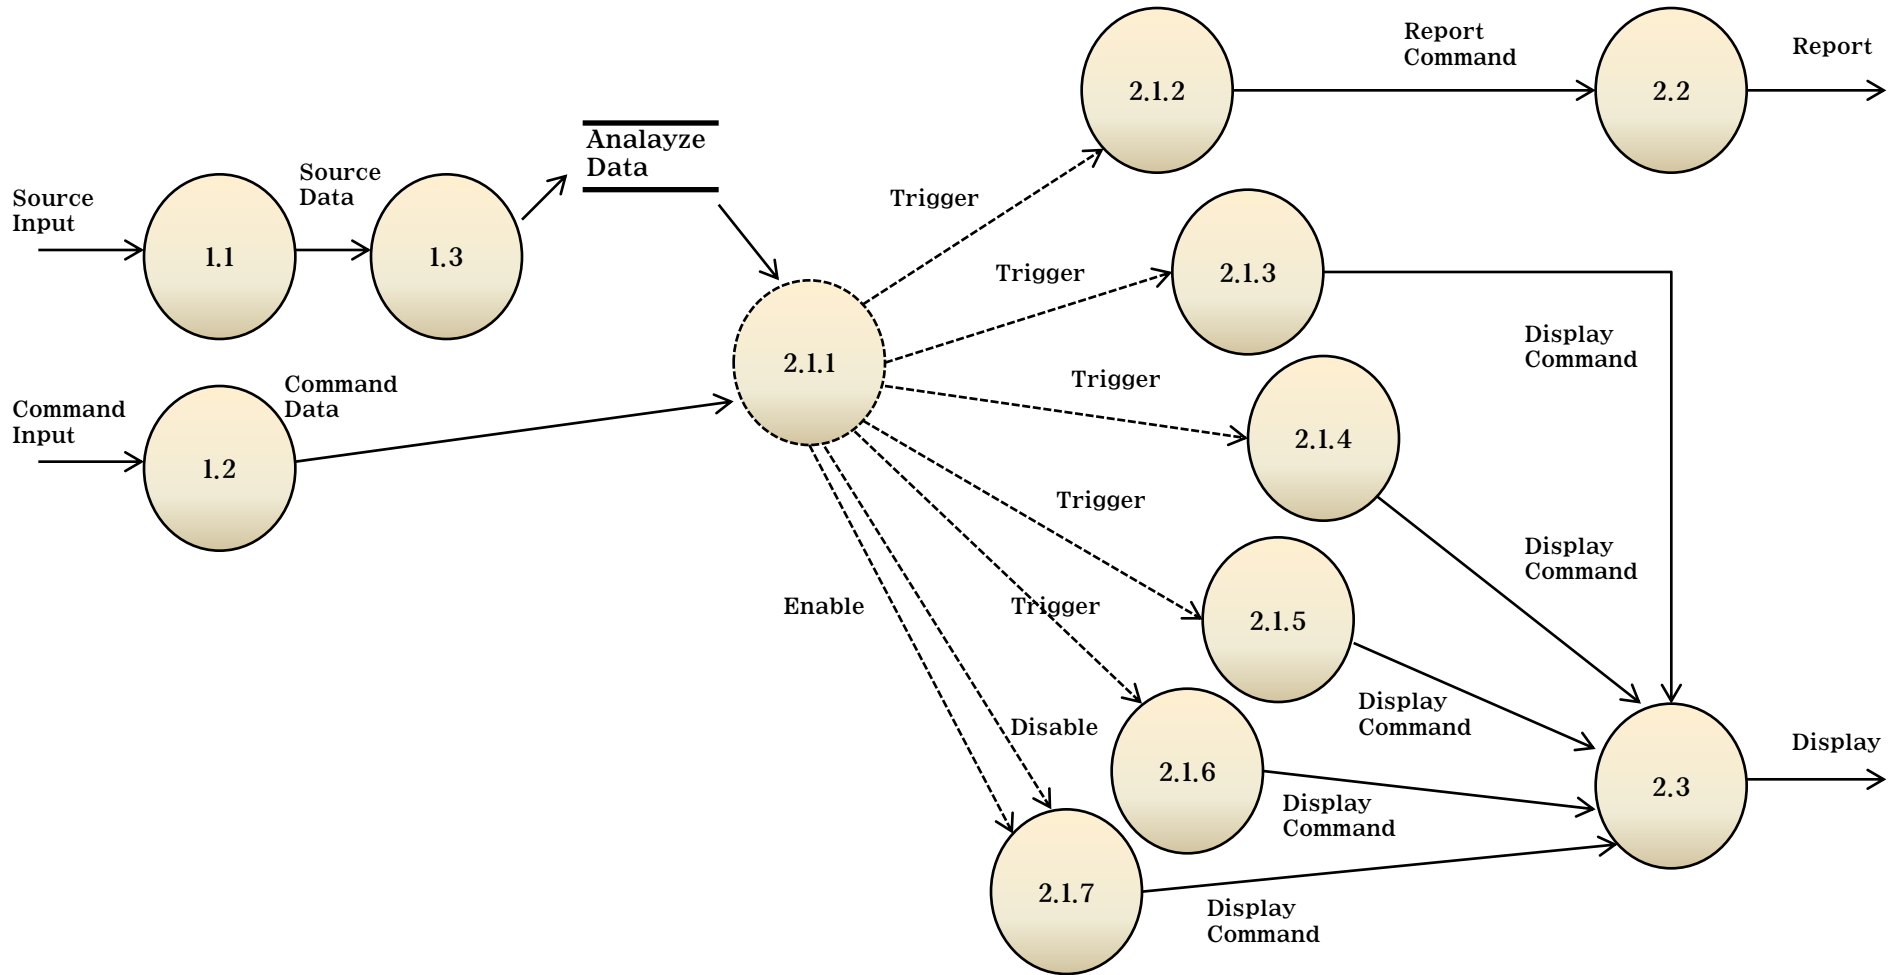 Report
Command
Report
2.1.2
2.2
Analayze
Data
Source
Data
Source
Input
Trigger
1.1
1.3
Trigger
2.1.3
Display
Command
2.1.1
Trigger
Command
Data
Command
Input
2.1.4
1.2
Trigger
Display
Command
Enable
Trigger
2.1.5
Display
Command
Disable
Display
2.1.6
2.3
Display
Command
2.1.7
Display
Command